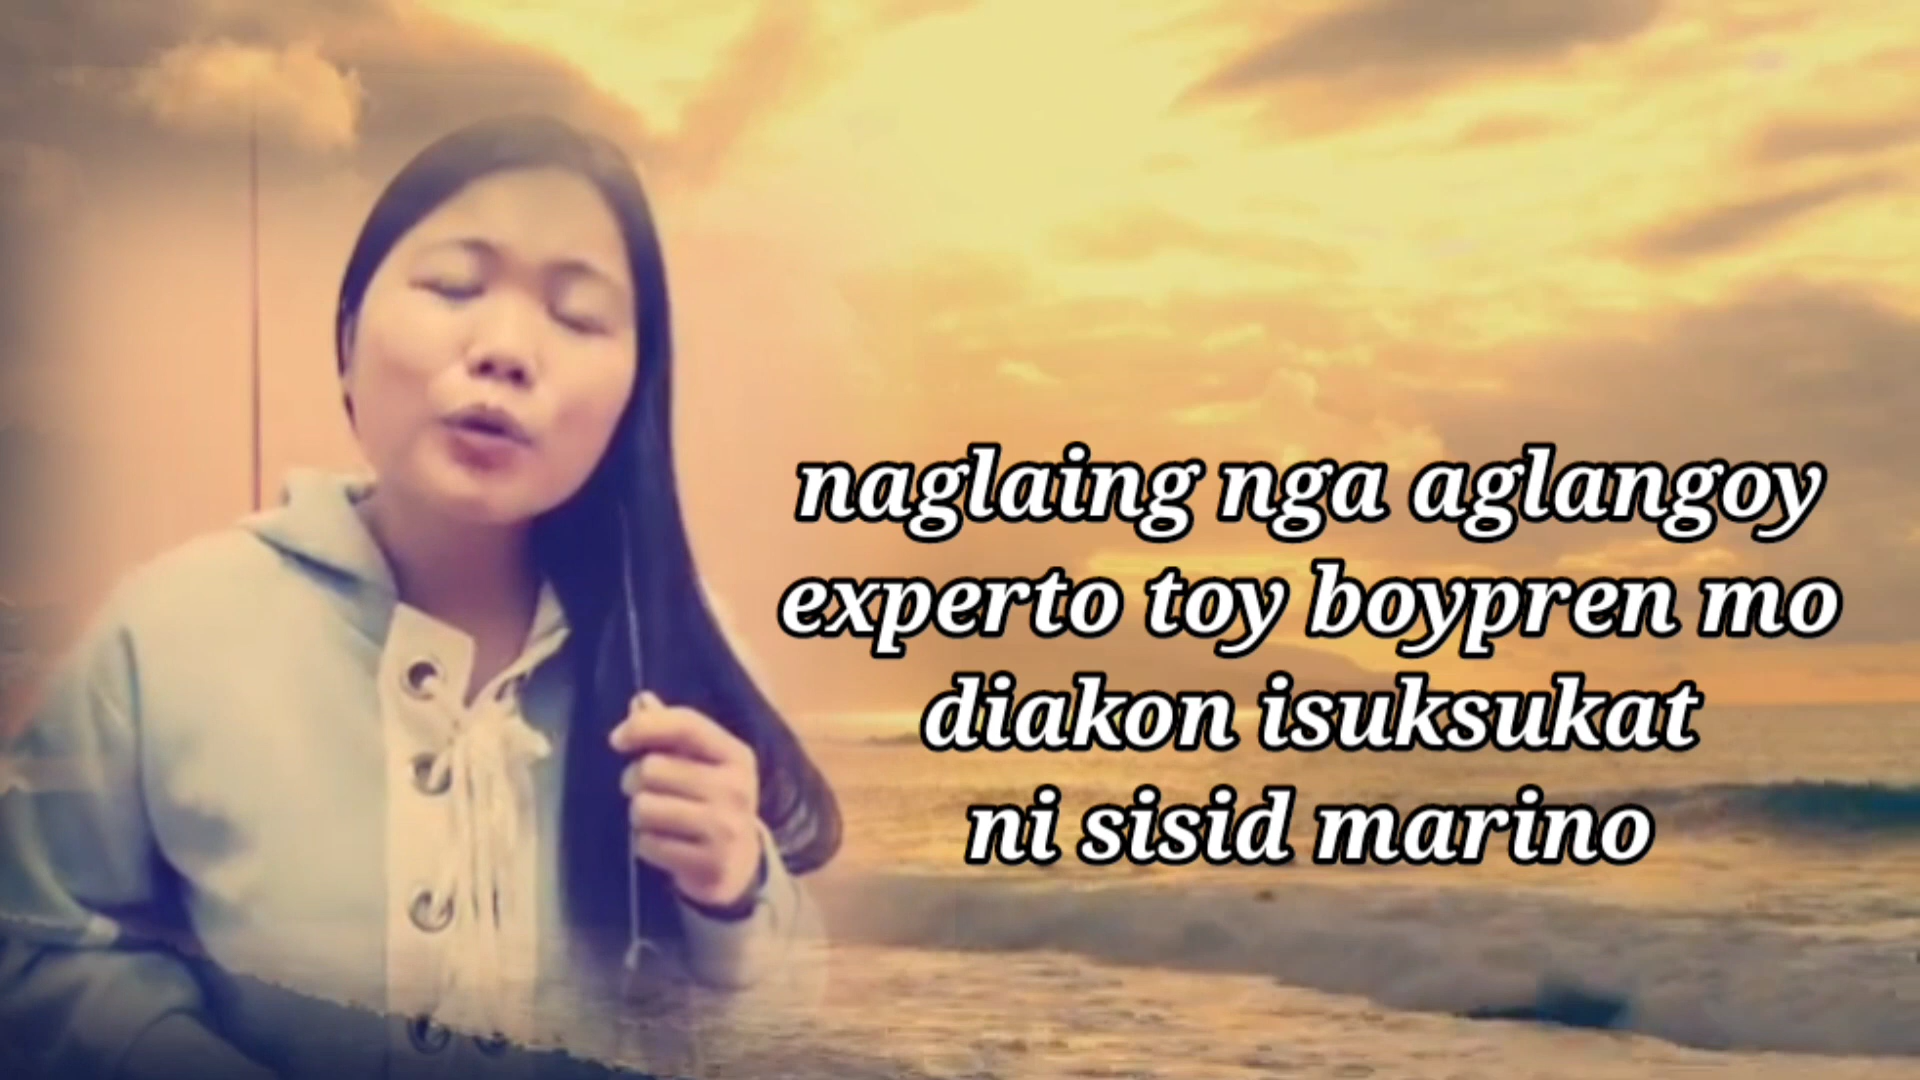 naglaing nga aglangoy
experto toy boypren mo
diakon isuksukat
ni sisid marino